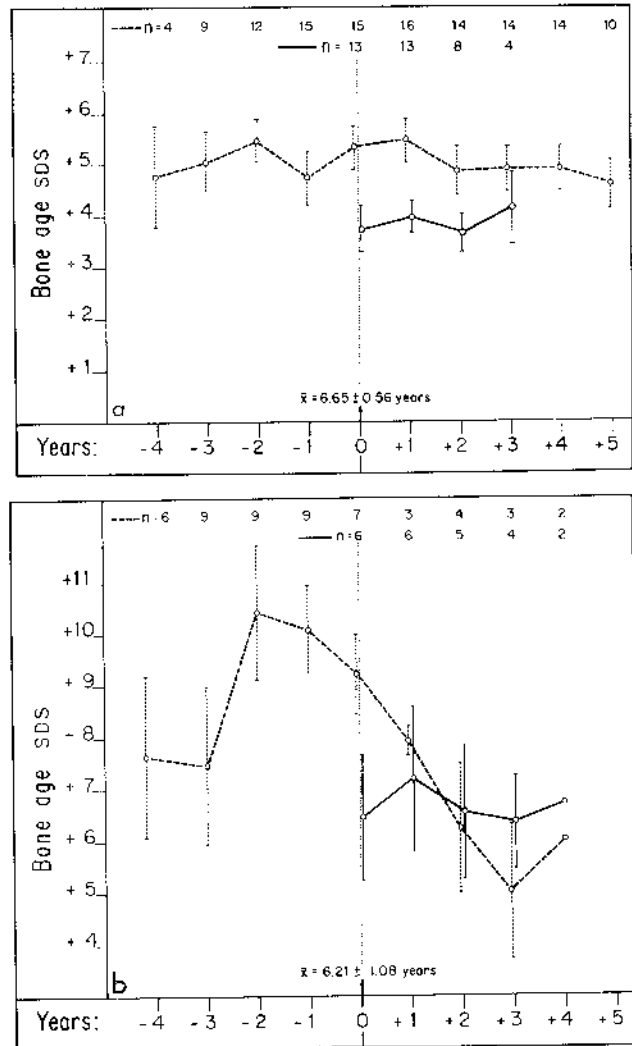 n=4 9 12 15 15 16 14 14 14 10
n = 13 13 8 4
+7
+6
+5
+4
+3
+2
+1
Bone age SDS
x̄ = 6.65 ± 0.56 years
a
Years: -4 -3 -2 -1 0 +1 +2 +3 +4 +5
n=6 9 9 9 7 3 4 3 2
n=6 6 5 4 2
+11
+10
+ 9
- 8
+ 7
+ 6
+ 5
+ 4
Bone age SDS
x̄ = 6.21 ± 1.08 years
b
Years: -4 -3 -2 -1 0 +1 +2 +3 +4 +5